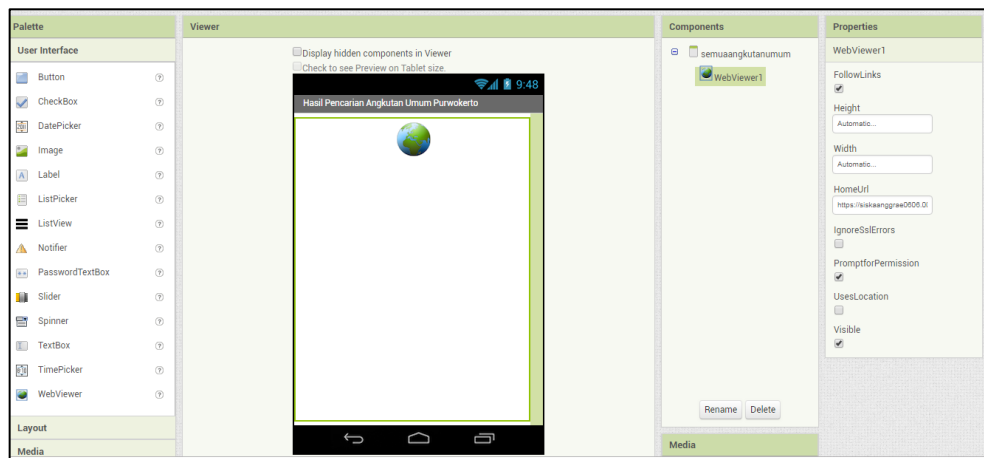 Palette
User Interface
Button
CheckBox
DatePicker
Image
Label
ListPicker
ListView
Notifier
PasswordTextBox
Slider
Spinner
TextBox
TimePicker
WebViewer
Layout
Media
Viewer
Display hidden components in Viewer
Check to see Preview on Tablet size.
9:48
Hasil Pencarian Angkutan Umum Purwokerto
Components
semuaangkutanumum
WebViewer1
Rename Delete
Media
Properties
WebViewer1
FollowLinks
Height
Automatic...
Width
Automatic...
HomeUrl
https://siskaanggrae0606.0
IgnoreSslErrors
PromptforPermission
UsesLocation
Visible